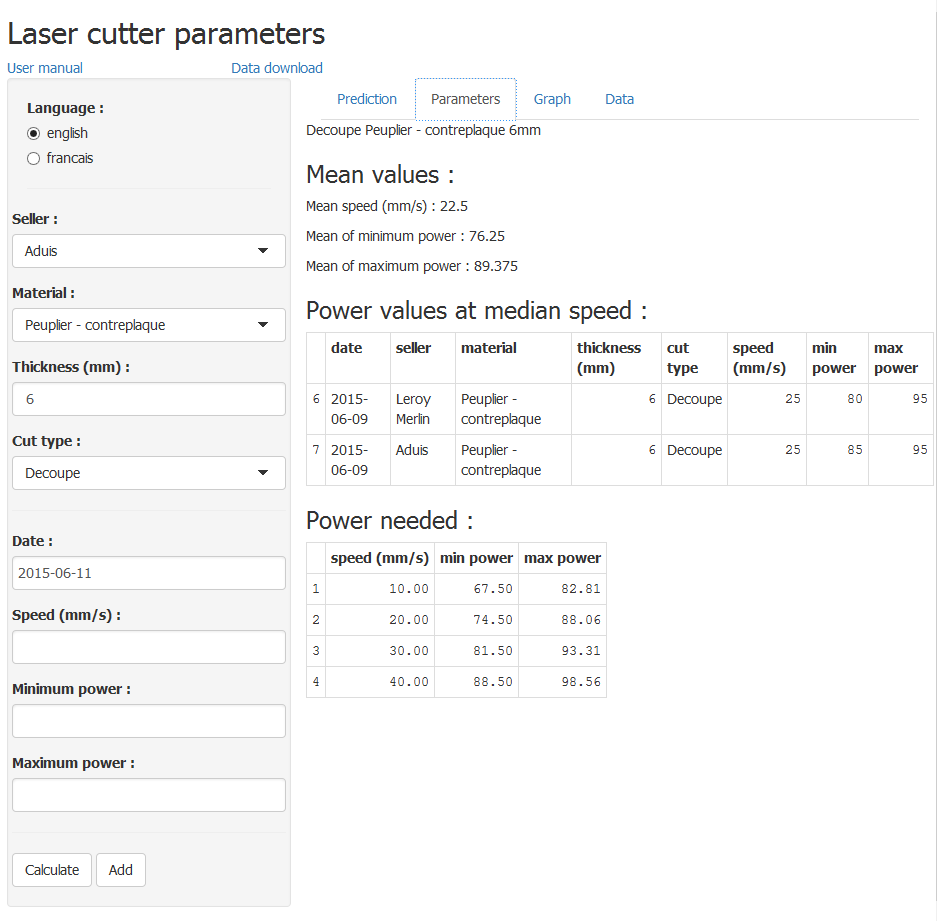 Laser cutter parameters
User manual Data download
Language :
english
francais
Seller :
Aduis
Material :
Peuplier - contreplaque
Thickness (mm) :
6
Cut type :
Decoupe
Date :
2015-06-11
Speed (mm/s) :
Minimum power :
Maximum power :
Calculate Add
Prediction Parameters Graph Data
Decoupe Peuplier - contreplaque 6mm
Mean values :
Mean speed (mm/s) : 22.5
Mean of minimum power : 76.25
Mean of maximum power : 89.375
Power values at median speed :
date seller material thickness cut speed min max
(mm) type (mm/s) power power
6 2015- Leroy Peuplier - 6 Decoupe 25 80 95
06-09 Merlin contreplaque
7 2015- Aduis Peuplier - 6 Decoupe 25 85 95
06-09 contreplaque
Power needed :
speed (mm/s) min power max power
1 10.00 67.50 82.81
2 20.00 74.50 88.06
3 30.00 81.50 93.31
4 40.00 88.50 98.56